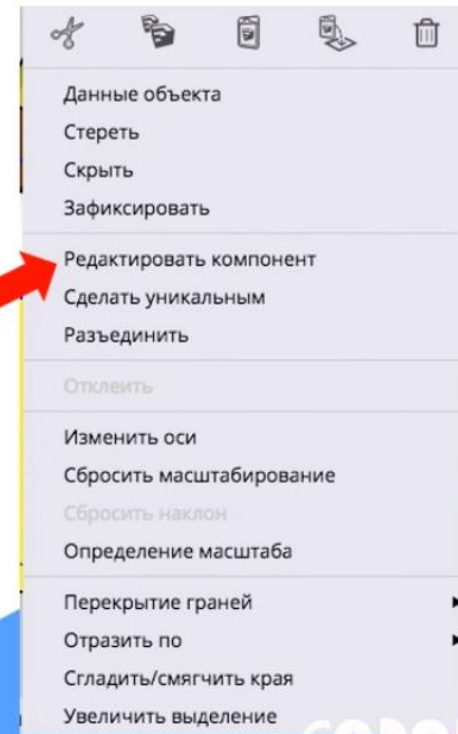 Данные объекта
Стереть
Скрыть
Зафиксировать
Редактировать компонент
Сделать уникальным
Разъединить
Отклеить
Изменить оси
Сбросить масштабирование
Сбросить наклон
Определение масштаба
Перекрытие граней
Отразить по
Сгладить/смягчить края
Увеличить выделение